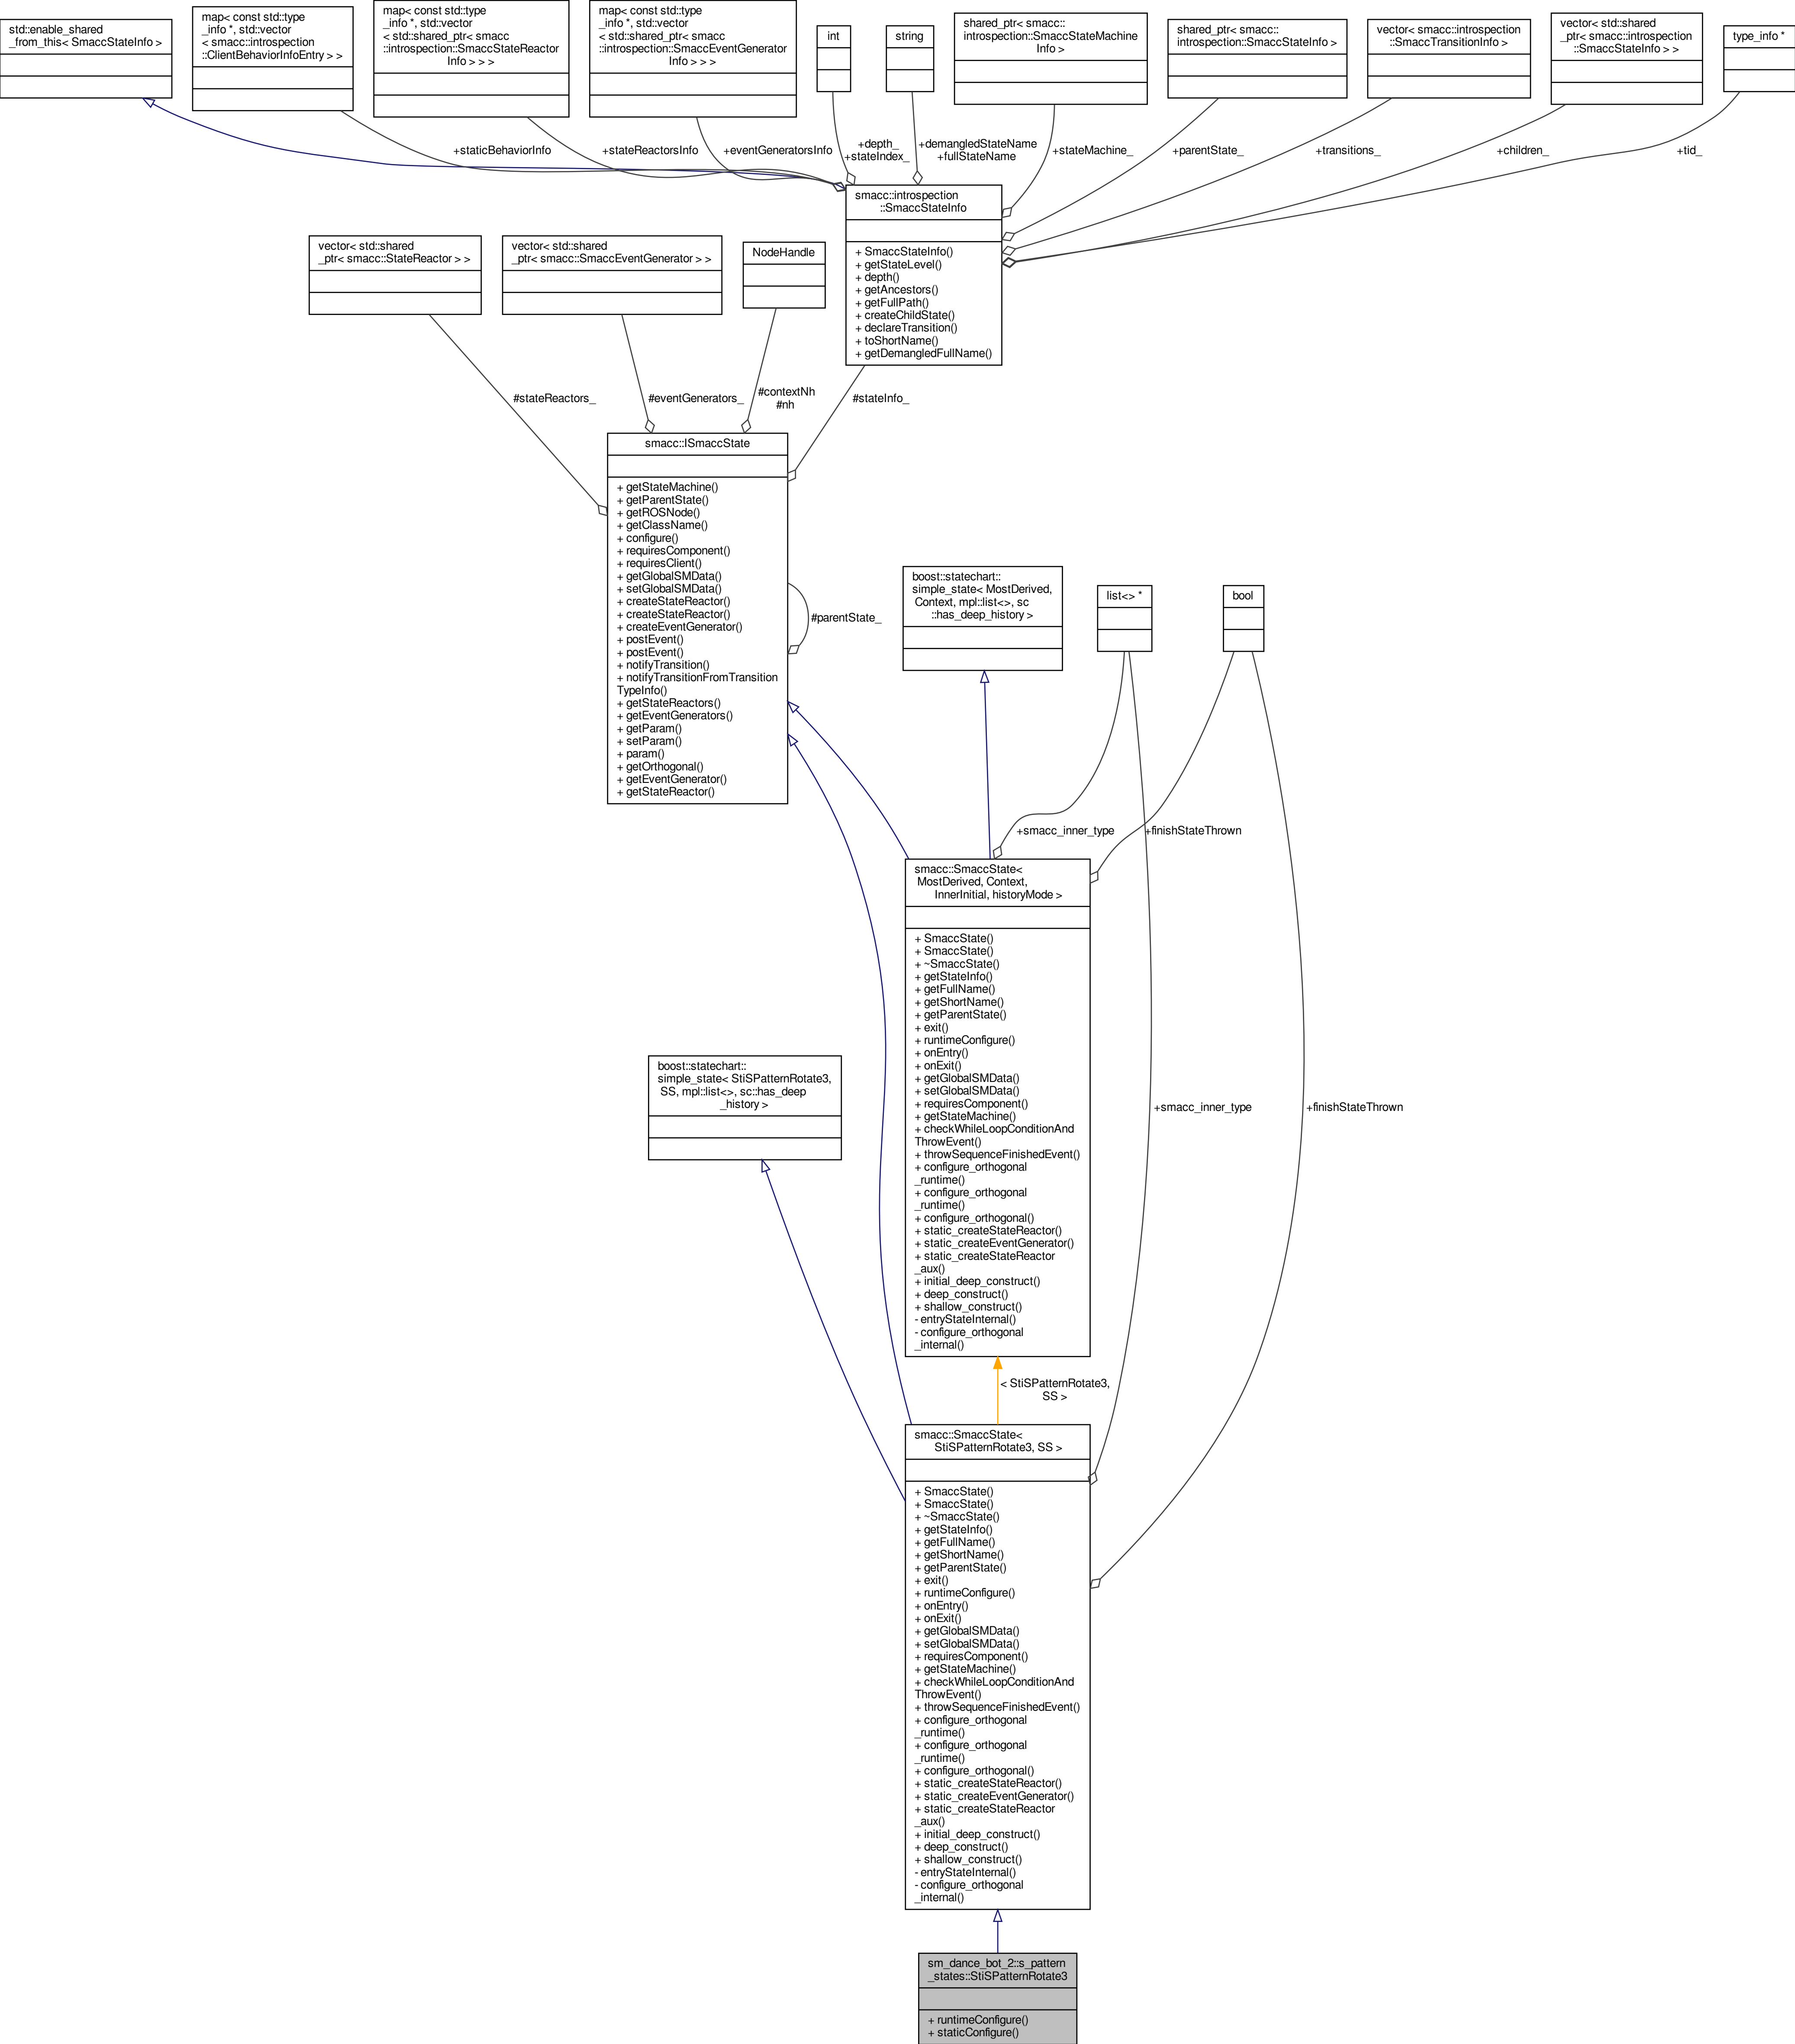 std::enable_shared
_from_this< SmaccStateInfo >
map< const std::type
_info *, std::vector
< smacc::introspection
::ClientBehaviorInfoEntry > >
map< const std::type
_info *, std::vector
< std::shared_ptr< smacc
::introspection::SmaccStateReactor
Info > > >
map< const std::type
_info *, std::vector
< std::shared_ptr< smacc
::introspection::SmaccEventGenerator
Info > > >
int
string
shared_ptr< smacc::
introspection::SmaccStateMachine
Info >
shared_ptr< smacc::
introspection::SmaccStateInfo >
vector< smacc::introspection
::SmaccTransitionInfo >
vector< std::shared
_ptr< smacc::introspection
::SmaccStateInfo > >
type_info *
+staticBehaviorInfo
+stateReactorsInfo
+eventGeneratorsInfo
+depth_
+stateIndex_
+demangledStateName
+fullStateName
+stateMachine_
+parentState_
+transitions_
+children_
+tid_
smacc::introspection
::SmaccStateInfo
+ SmaccStateInfo()
+ getStateLevel()
+ depth()
+ getAncestors()
+ getFullPath()
+ createChildState()
+ declareTransition()
+ toShortName()
+ getDemangledFullName()
vector< std::shared
_ptr< smacc::StateReactor > >
vector< std::shared
_ptr< smacc::SmaccEventGenerator > >
NodeHandle
#stateReactors_
#eventGenerators_
#contextNh
#nh
#stateInfo_
smacc::ISmaccState
+ getStateMachine()
+ getParentState()
+ getROSNode()
+ getClassName()
+ configure()
+ requiresComponent()
+ requiresClient()
+ getGlobalSMData()
+ setGlobalSMData()
+ createStateReactor()
+ createStateReactor()
+ createEventGenerator()
+ postEvent()
+ postEvent()
+ notifyTransition()
+ notifyTransitionFromTransition
TypeInfo()
+ getStateReactors()
+ getEventGenerators()
+ getParam()
+ setParam()
+ param()
+ getOrthogonal()
+ getEventGenerator()
+ getStateReactor()
#parentState_
boost::statechart::
simple_state< MostDerived,
Context, mpl::list<>, sc
::has_deep_history >
list<> *
bool
+smacc_inner_type
+finishStateThrown
smacc::SmaccState<
MostDerived, Context,
InnerInitial, historyMode >
+ SmaccState()
+ SmaccState()
+ ~SmaccState()
+ getStateInfo()
+ getFullName()
+ getShortName()
+ getParentState()
+ exit()
+ runtimeConfigure()
+ onEntry()
+ onExit()
+ getGlobalSMData()
+ setGlobalSMData()
+ requiresComponent()
+ getStateMachine()
+ checkWhileLoopConditionAnd
ThrowEvent()
+ throwSequenceFinishedEvent()
+ configure_orthogonal
_runtime()
+ configure_orthogonal
_runtime()
+ configure_orthogonal()
+ static_createStateReactor()
+ static_createEventGenerator()
+ static_createStateReactor
_aux()
+ initial_deep_construct()
+ deep_construct()
+ shallow_construct()
- entryStateInternal()
- configure_orthogonal
_internal()
boost::statechart::
simple_state< StiSPatternRotate3,
SS, mpl::list<>, sc::has_deep
_history >
+smacc_inner_type
+finishStateThrown
< StiSPatternRotate3,
SS >
smacc::SmaccState<
StiSPatternRotate3, SS >
+ SmaccState()
+ SmaccState()
+ ~SmaccState()
+ getStateInfo()
+ getFullName()
+ getShortName()
+ getParentState()
+ exit()
+ runtimeConfigure()
+ onEntry()
+ onExit()
+ getGlobalSMData()
+ setGlobalSMData()
+ requiresComponent()
+ getStateMachine()
+ checkWhileLoopConditionAnd
ThrowEvent()
+ throwSequenceFinishedEvent()
+ configure_orthogonal
_runtime()
+ configure_orthogonal
_runtime()
+ configure_orthogonal()
+ static_createStateReactor()
+ static_createEventGenerator()
+ static_createStateReactor
_aux()
+ initial_deep_construct()
+ deep_construct()
+ shallow_construct()
- entryStateInternal()
- configure_orthogonal
_internal()
sm_dance_bot_2::s_pattern
_states::StiSPatternRotate3
+ runtimeConfigure()
+ staticConfigure()